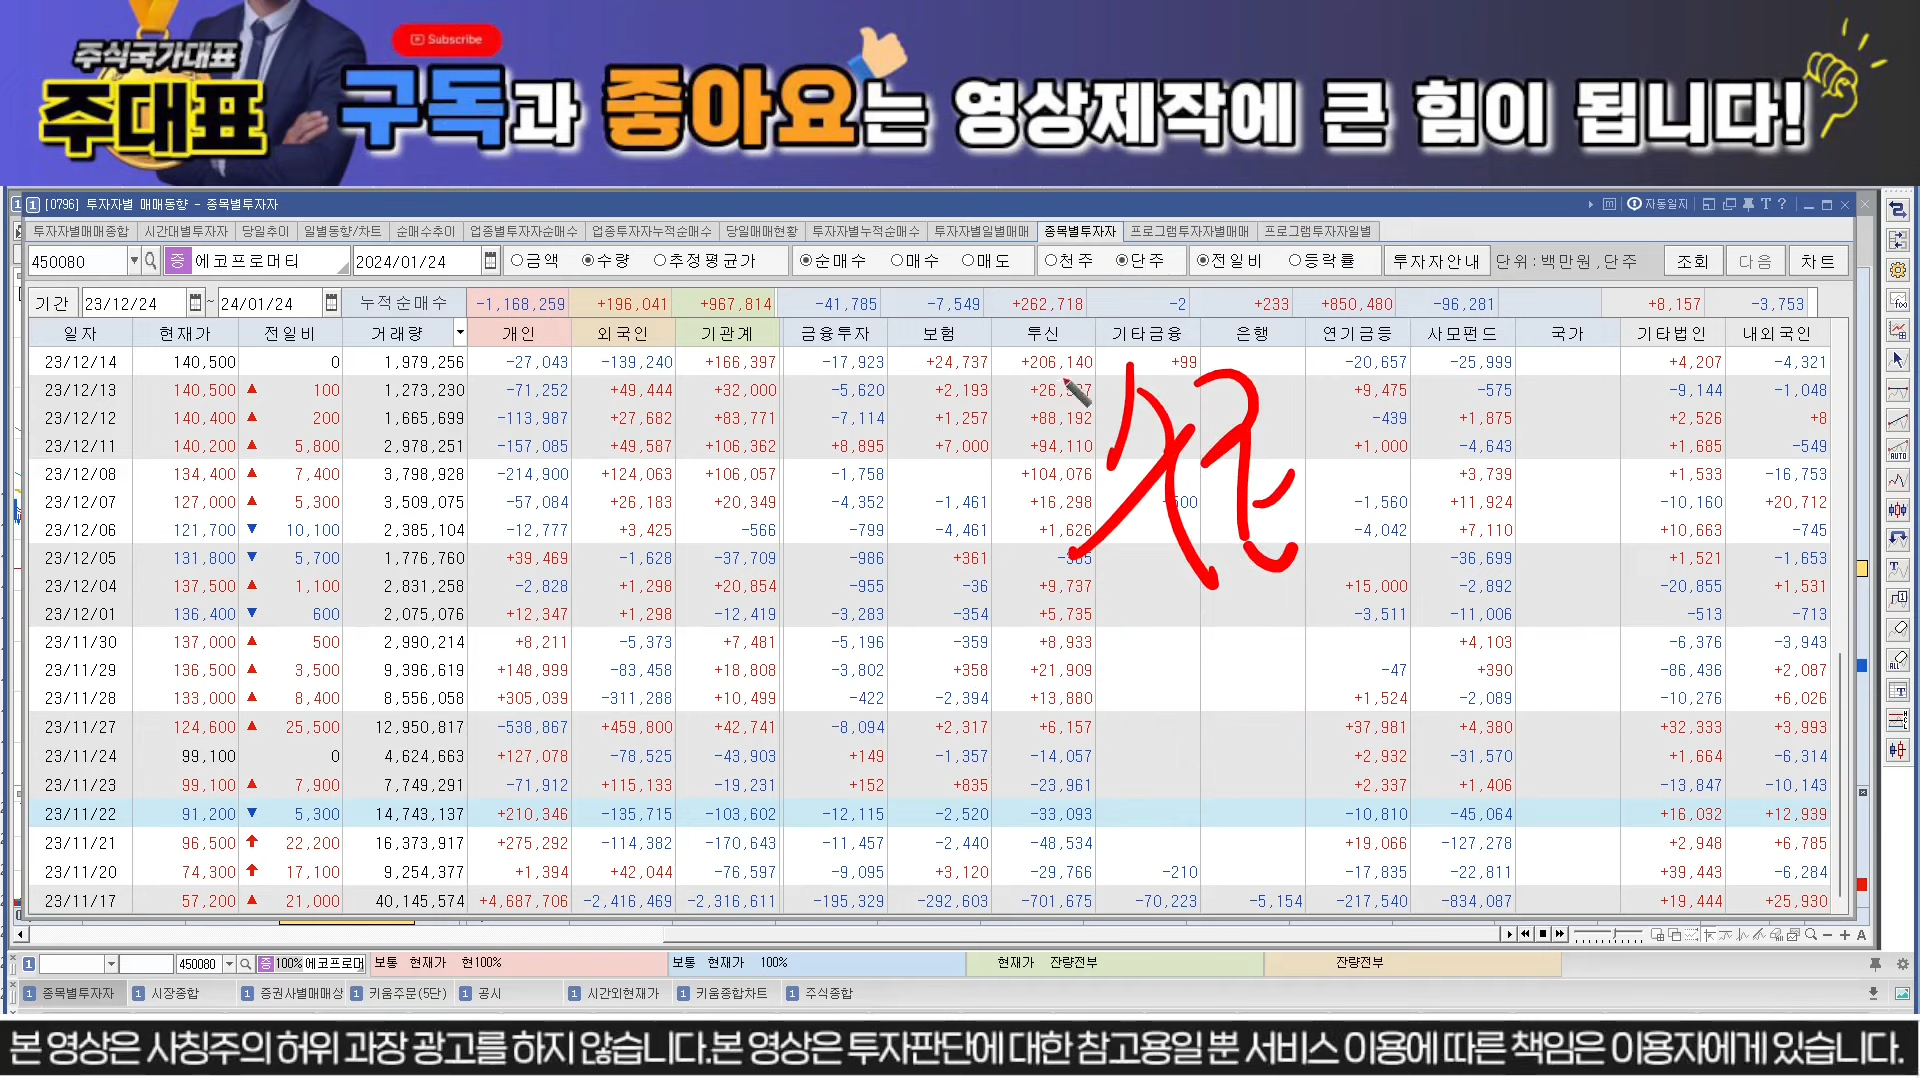 주식국가대표
주대표
Subscribe
구독과 좋아요는 영상제작에 큰 힘이 됩니다!
[0796] 투자자별 매매동향 - 종목별투자자
자동일지
투자자별매매종합 시간대별투자자 당일추이 일별동향/차트 순매수추이 업종별투자자순매수 업종투자자누적순매수 당일매매현황 투자자별누적순매수 투자자별일별매매 종목별투자자 프로그램투자자별매매 프로그램투자자일별
450080 증 에코프로머티 2024/01/24 금액 수량 추정평균가 순매수 매수 매도 천주 단주 전일비 등락률 투자자안내 단위:백만원,단주 조회 다음 차트
기간 23/12/24 ~ 24/01/24 누적순매수 -1,168,259 +196,041 +967,814 -41,785 -7,549 +262,718 -2 +233 +850,480 -96,281 +8,157 -3,753
일자 현재가 전일비 거래량 개인 외국인 기관계 금융투자 보험 투신 기타금융 은행 연기금등 사모펀드 국가 기타법인 내외국인
23/12/14 140,500 0 1,979,256 -27,043 -139,240 +166,397 -17,923 +24,737 +206,140 +99 -20,657 -25,999 +4,207 -4,321
23/12/13 140,500 ▲ 100 1,273,230 -71,252 +49,444 +32,000 -5,620 +2,193 +9,475 -575 -9,144 -1,048
23/12/12 140,400 ▲ 200 1,665,699 -113,987 +27,682 +83,771 -7,114 +1,257 +88,192 -439 +1,875 +2,526 +8
23/12/11 140,200 ▲ 5,800 2,978,251 -157,085 +49,587 +106,362 +8,895 +7,000 +94,110 +1,000 -4,643 +1,685 -549
23/12/08 134,400 ▲ 7,400 3,798,928 -214,900 +124,063 +106,057 -1,758 +104,076 +3,739 +1,533 -16,753
23/12/07 127,000 ▲ 5,300 3,509,075 -57,084 +26,183 +20,349 -4,352 -1,461 +16,298 -1,560 +11,924 -10,160 +20,712
23/12/06 121,700 ▼ 10,100 2,385,104 -12,777 +3,425 -566 -799 -4,461 +1,626 -4,042 +7,110 +10,663 -745
23/12/05 131,800 ▼ 5,700 1,776,760 +39,469 -1,628 -37,709 -986 +361 -36,699 +1,521 -1,653
23/12/04 137,500 ▲ 1,100 2,831,258 -2,828 +1,298 +20,854 -955 -36 +9,737 +15,000 -2,892 -20,855 +1,531
23/12/01 136,400 ▼ 600 2,075,076 +12,347 +1,298 -12,419 -3,283 -354 +5,735 -3,511 -11,006 -513 -713
23/11/30 137,000 ▲ 500 2,990,214 +8,211 -5,373 +7,481 -5,196 -359 +8,933 +4,103 -6,376 -3,943
23/11/29 136,500 ▲ 3,500 9,396,619 +148,999 -83,458 +18,808 -3,802 +358 +21,909 -47 +390 -86,436 +2,087
23/11/28 133,000 ▲ 8,400 8,556,058 +305,039 -311,288 +10,499 -422 -2,394 +13,880 +1,524 -2,089 -10,276 +6,026
23/11/27 124,600 ▲ 25,500 12,950,817 -538,867 +459,800 +42,741 -8,094 +2,317 +6,157 +37,981 +4,380 +32,333 +3,993
23/11/24 99,100 0 4,624,663 +127,078 -78,525 -43,903 +149 -1,357 -14,057 +2,932 -31,570 +1,664 -6,314
23/11/23 99,100 ▲ 7,900 7,749,291 -71,912 +115,133 -19,231 +152 +835 -23,961 +2,337 +1,406 -13,847 -10,143
23/11/22 91,200 ▼ 5,300 14,743,137 +210,346 -135,715 -103,602 -12,115 -2,520 -33,093 -10,810 -45,064 +16,032 +12,939
23/11/21 96,500 ↑ 22,200 16,373,917 +275,292 -114,382 -170,643 -11,457 -2,440 -48,534 +19,066 -127,278 +2,948 +6,785
23/11/20 74,300 ↑ 17,100 9,254,377 +1,394 +42,044 -76,597 -9,095 +3,120 -29,766 -210 -17,835 -22,811 +39,443 -6,284
23/11/17 57,200 ▲ 21,000 40,145,574 +4,687,706 -2,416,469 -2,316,611 -195,329 -292,603 -701,675 -70,223 -5,154 -217,540 -834,087 +19,444 +25,930
1 450080 증 100% 에코프로머 보통 현재가 현100% 보통 현재가 100% 현재가 잔량전부 잔량전부
1 종목별투자자 1 시장종합 1 증권사별매매상 1 키움주문(5단) 1 공시 1 시간외현재가 1 키움종합차트 1 주식종합
본 영상은 사칭주의 허위 과장 광고를 하지 않습니다.본 영상은 투자판단에 대한 참고용일 뿐 서비스 이용에 따른 책임은 이용자에게 있습니다.